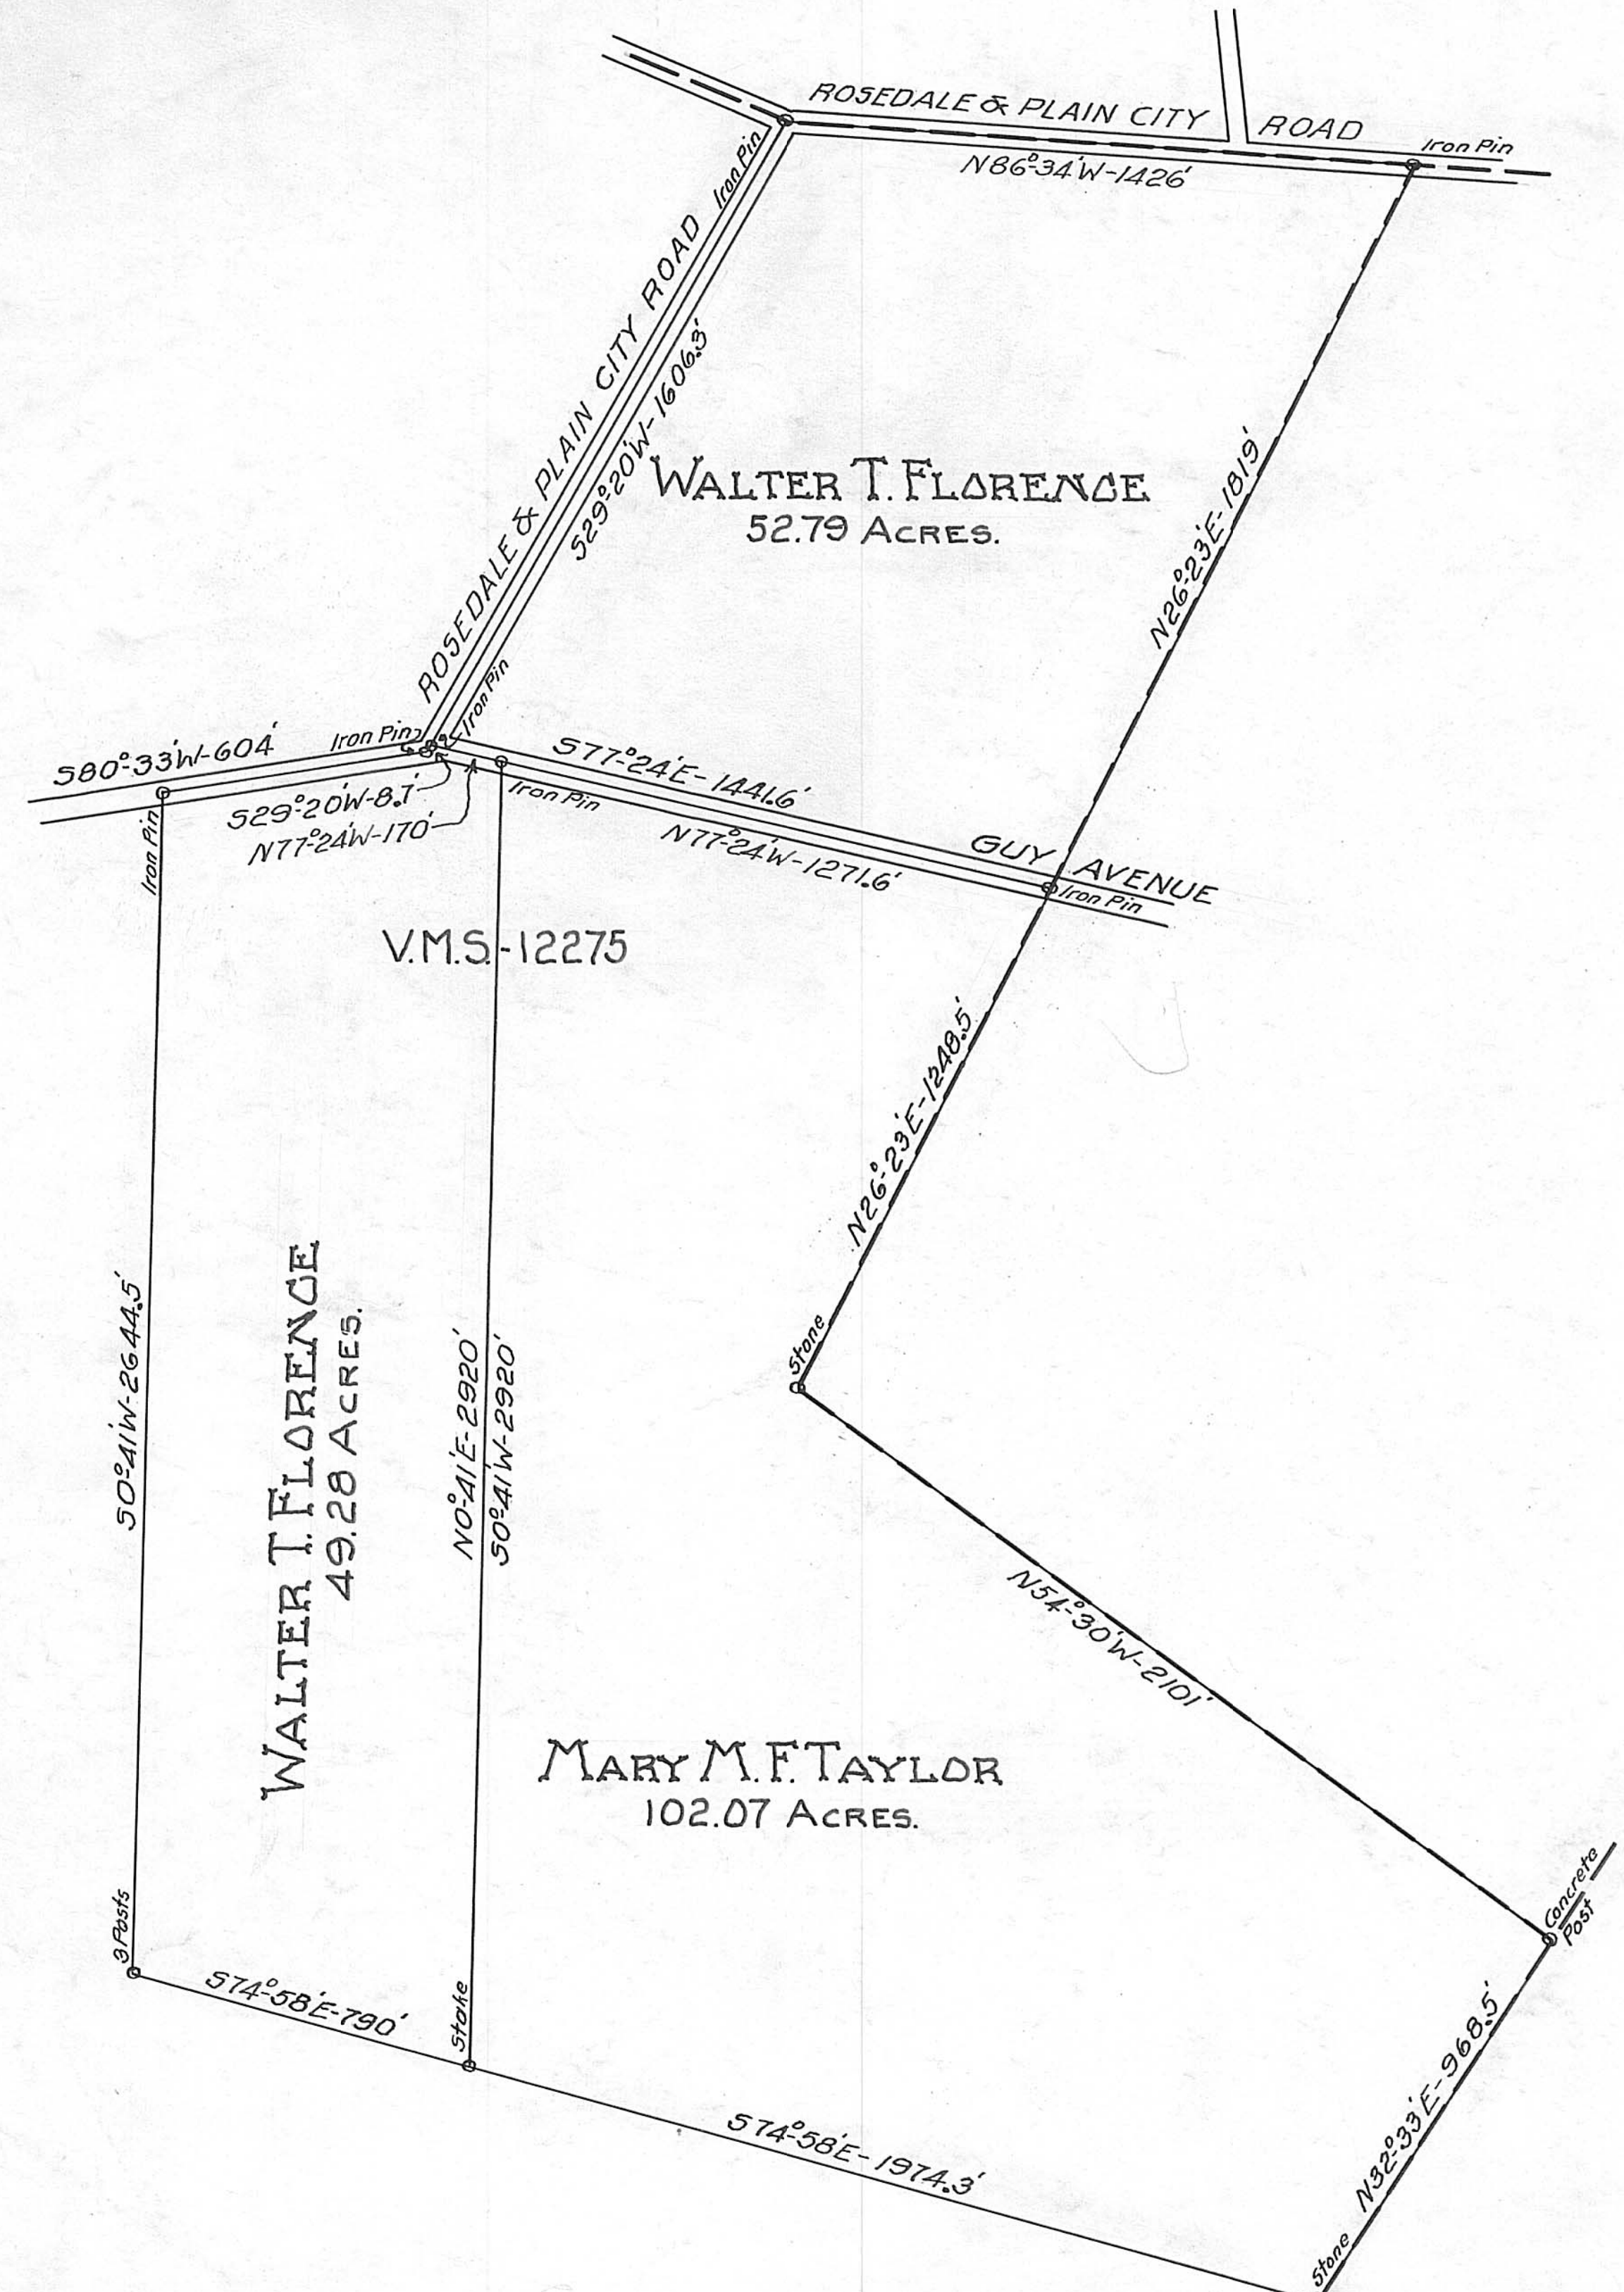 ROSEDALE & PLAIN CITY ROAD
Iron Pin
N86°-34'W-1426'
Iron Pin
ROSEDALE & PLAIN CITY ROAD
S29°-20'W-1606.3'
WALTER T. FLORENCE
52.79 ACRES.
N26°-23'E-1819'
Iron Pin
Iron Pin
S80°-33'W-604'
S29°-20'W-8.7'
N77°-24'W-170'
Iron Pin
Iron Pin
S77°-24'E-1441.6'
N77°-24'W-1271.6'
GUY AVENUE
Iron Pin
V.M.S.-12275
N26°-23'E-1248.5'
Stone
S0°-41'W-2644.5'
WALTER T. FLORENCE
49.28 ACRES.
N0°-41'E-2920'
S0°-41'W-2920'
N54°-30'W-2101'
MARY M. F. TAYLOR
102.07 ACRES.
Concrete
Post
3 Posts
S74°-58'E-790'
Stake
S74°-58'E-1974.3'
N32°-33'E-968.5'
Stone